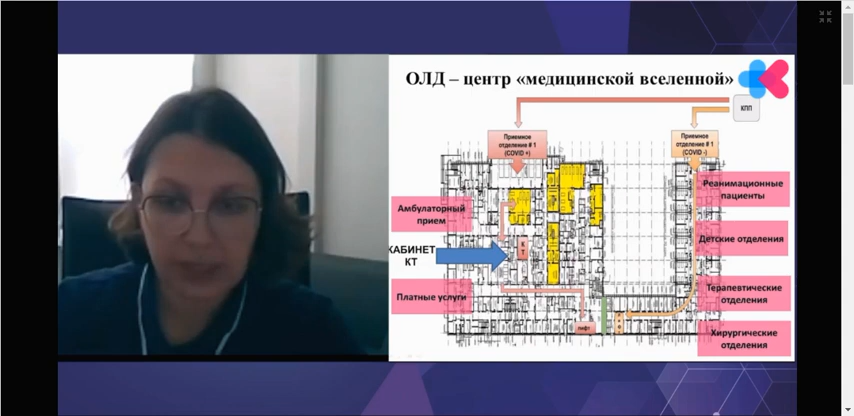 ОЛД – центр «медицинской вселенной»
КПП
Приемное
отделение # 1
(COVID +)
Приемное
отделение # 1
(COVID -)
Реанимационные
пациенты
Амбулаторный
прием
Детские отделения
КАБИНЕТ
КТ
К
Т
Платные услуги
Терапевтические
отделения
лифт
Хирургические
отделения